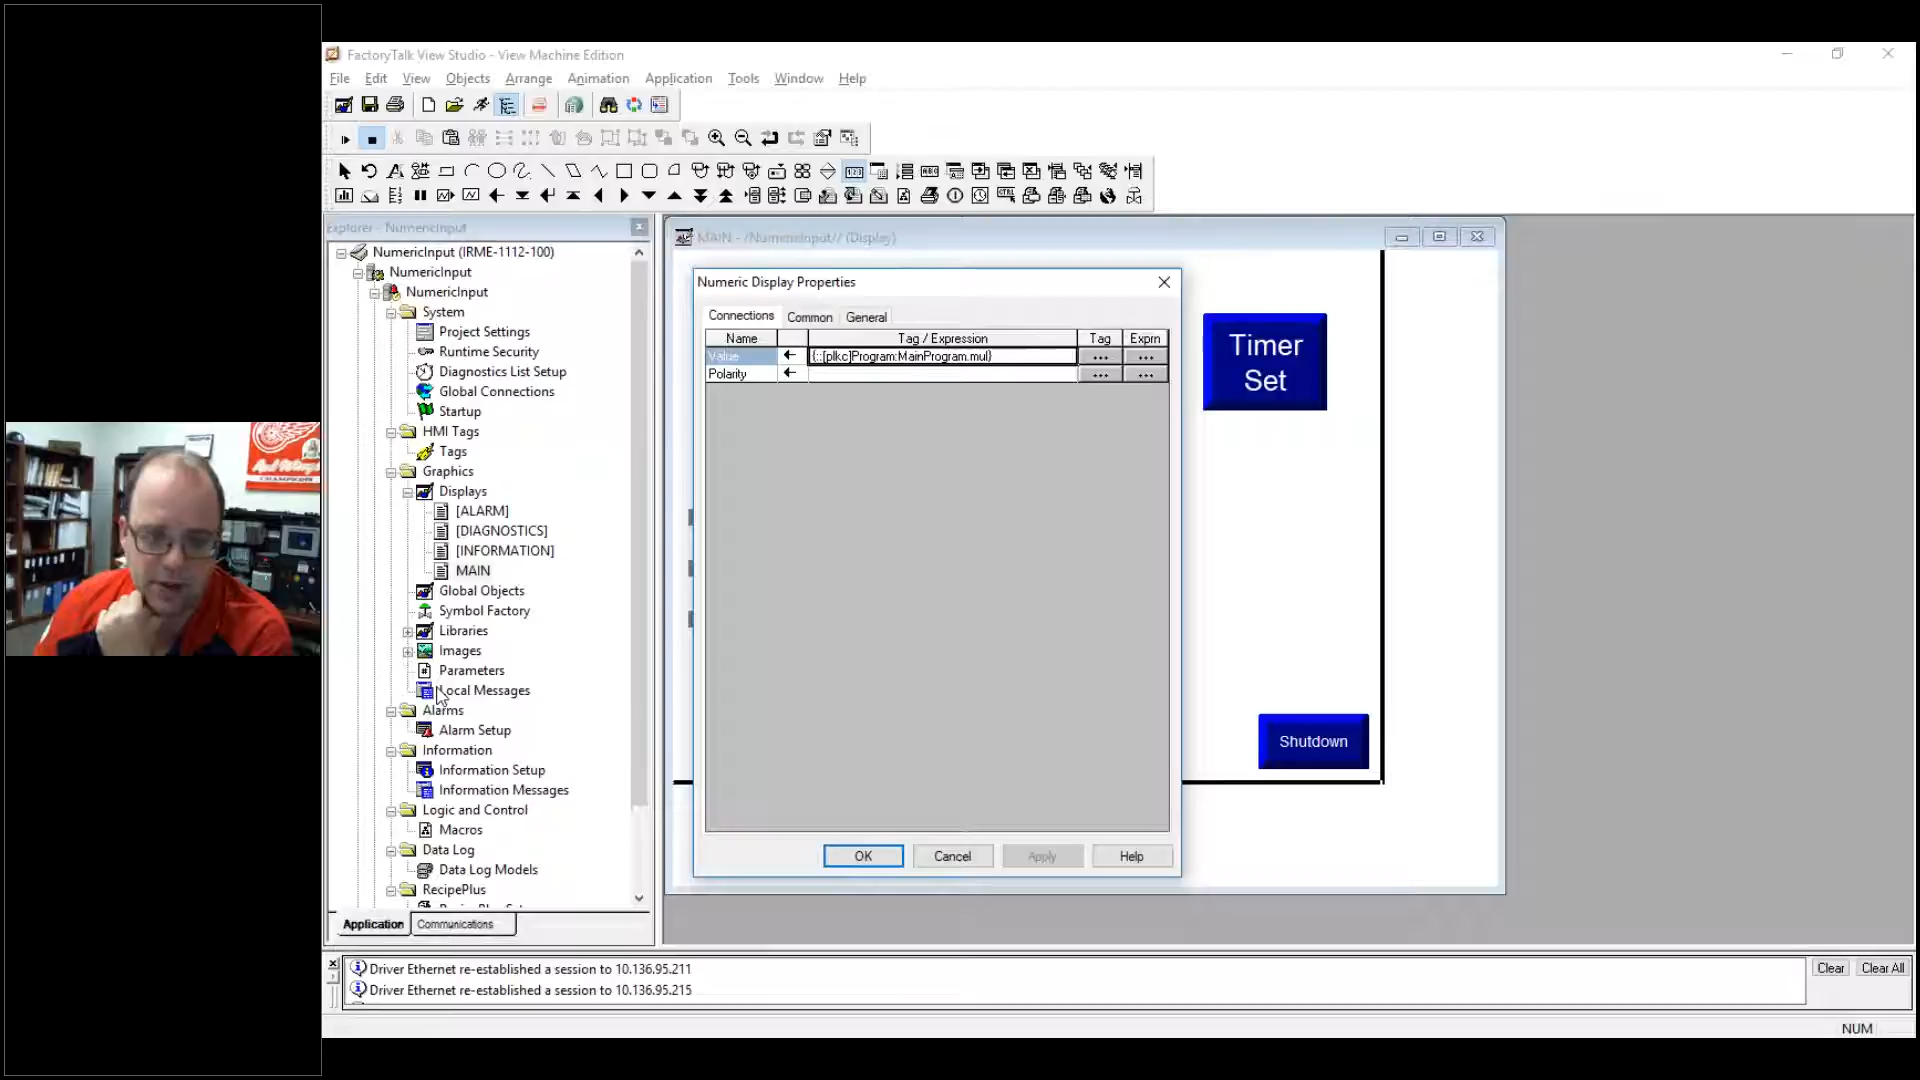 FactoryTalk View Studio - View Machine Edition
File Edit View Objects Arrange Animation Application Tools Window Help
Explorer - NumericInput
NumericInput (IRME-1112-100)
NumericInput
NumericInput
System
Project Settings
Runtime Security
Diagnostics List Setup
Global Connections
Startup
HMI Tags
Tags
Graphics
Displays
[ALARM]
[DIAGNOSTICS]
[INFORMATION]
MAIN
Global Objects
Symbol Factory
Libraries
Images
Parameters
Local Messages
Alarms
Alarm Setup
Information
Information Setup
Information Messages
Logic and Control
Macros
Data Log
Data Log Models
RecipePlus
Application Communications
MAIN - /NumericInput// (Display)
Numeric Display Properties
Connections Common General
Name Tag / Expression Tag Exprn
Value {::[plkc]Program:MainProgram.mul} ... ...
Polarity ... ...
OK Cancel Apply Help
Timer
Set
Shutdown
Driver Ethernet re-established a session to 10.136.95.211
Driver Ethernet re-established a session to 10.136.95.215
Clear Clear All
NUM